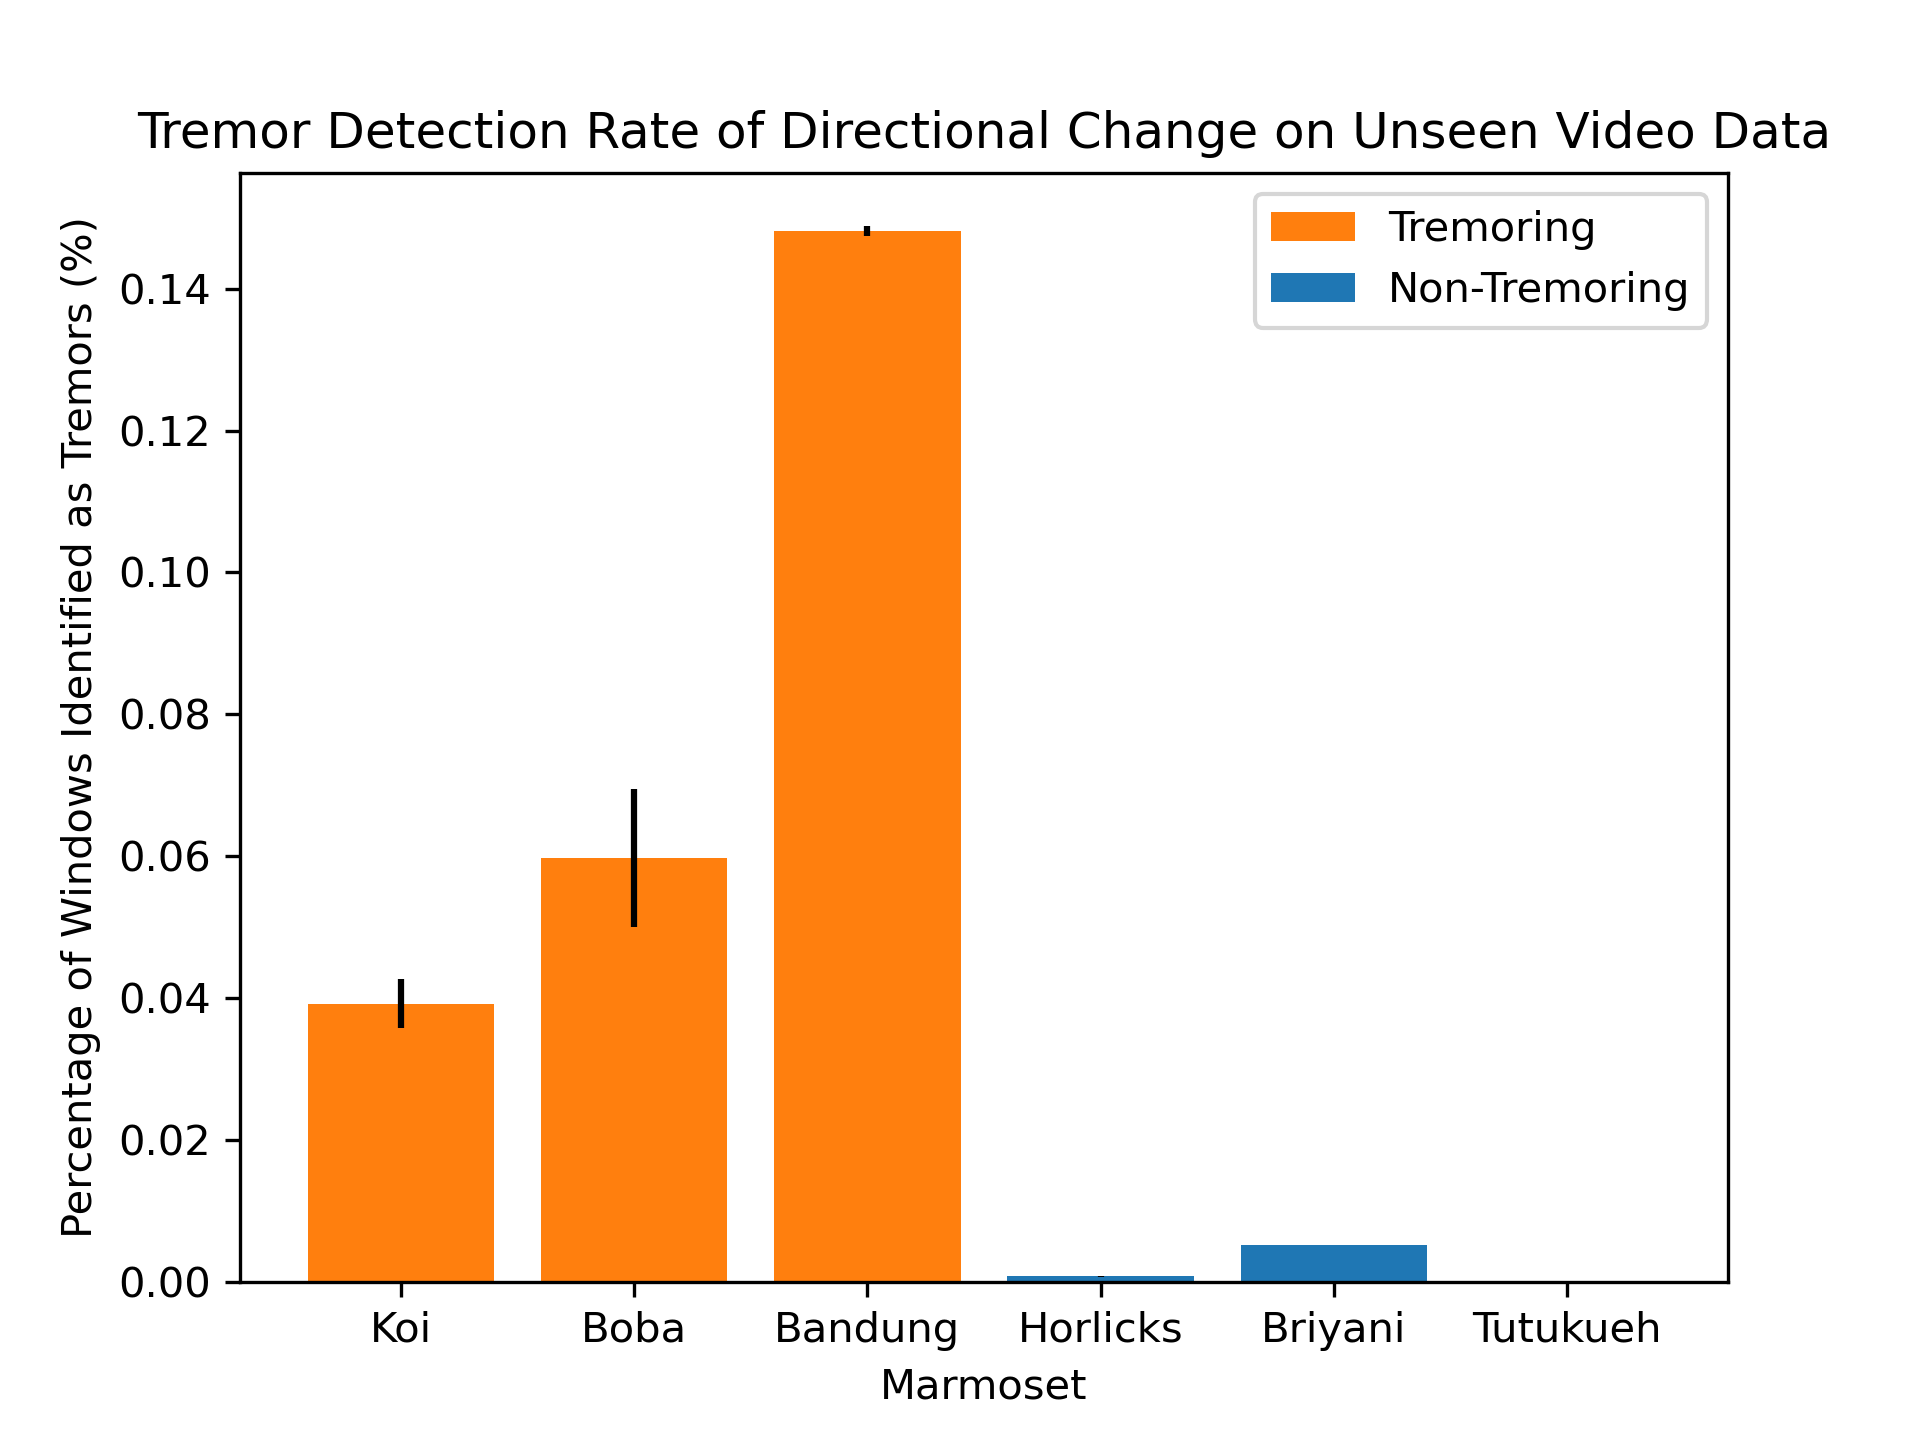 Tremor Detection Rate of Directional Change on Unseen Video Data
Tremoring
Non-Tremoring
Percentage of Windows Identified as Tremors (%)
0.14
0.12
0.10
0.08
0.06
0.04
0.02
0.00
Koi Boba Bandung Horlicks Briyani Tutukueh
Marmoset